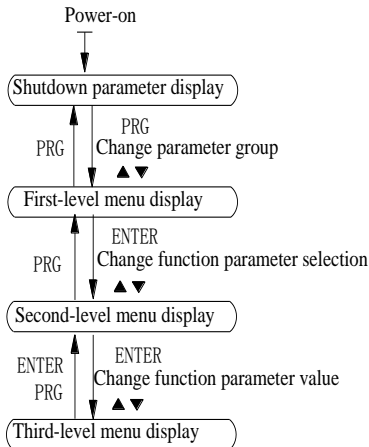 Power-on
Shutdown parameter display
PRG
PRG
Change parameter group
▲ ▼
First-level menu display
ENTER
PRG
Change function parameter selection
▲ ▼
Second-level menu display
ENTER
ENTER
PRG
Change function parameter value
▲ ▼
Third-level menu display